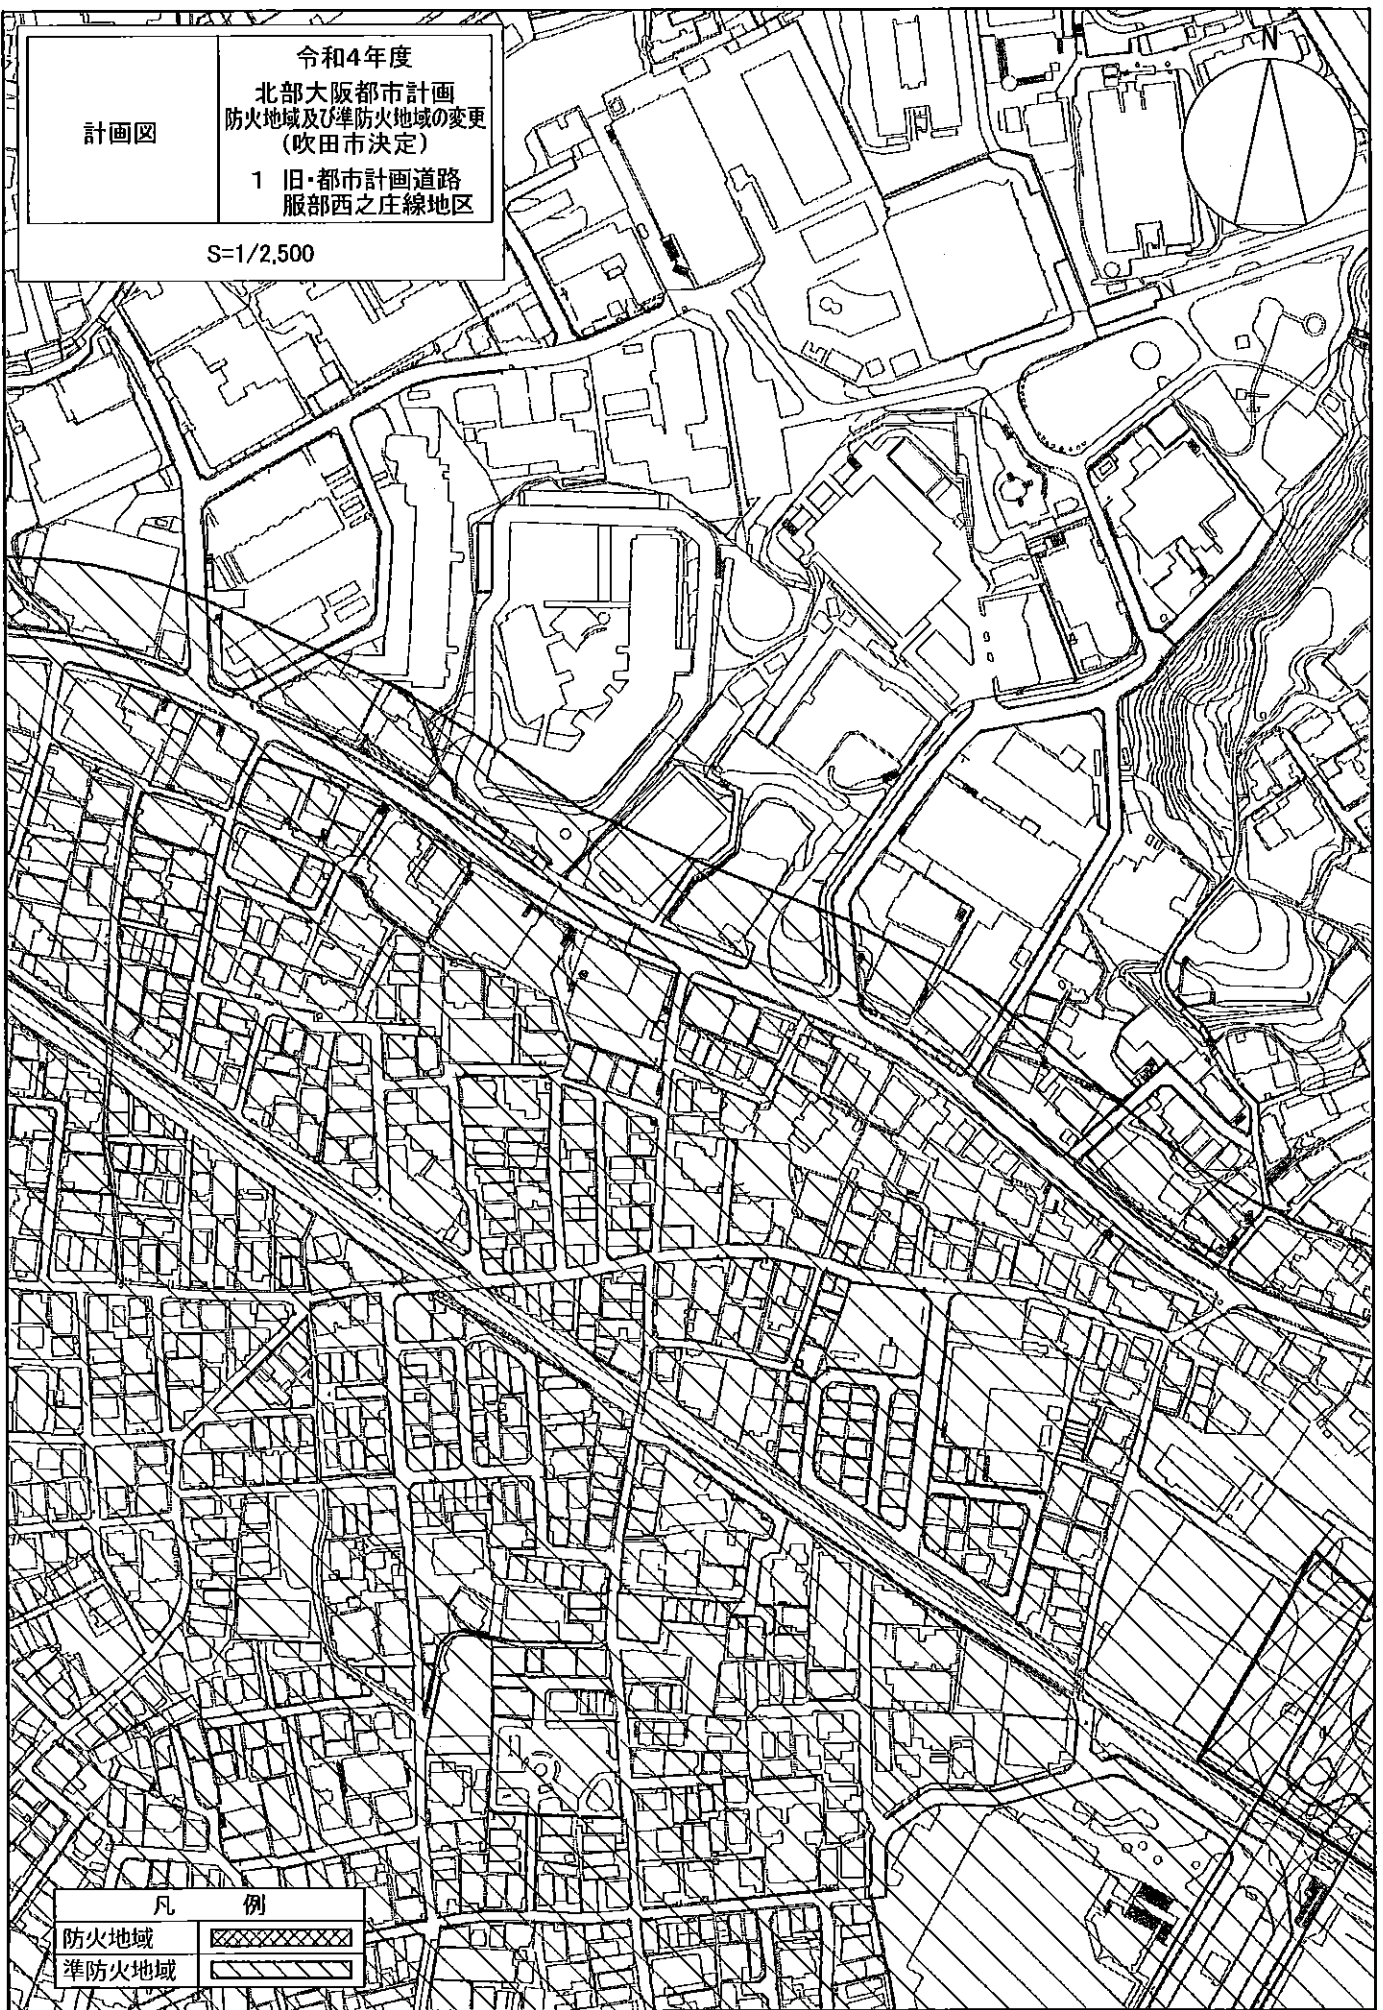 計画図
令和4年度
北部大阪都市計画
防火地域及び準防火地域の変更
(吹田市決定)
1 旧・都市計画道路
服部西之庄線地区
S=1/2,500
N
凡 例
防火地域
準防火地域